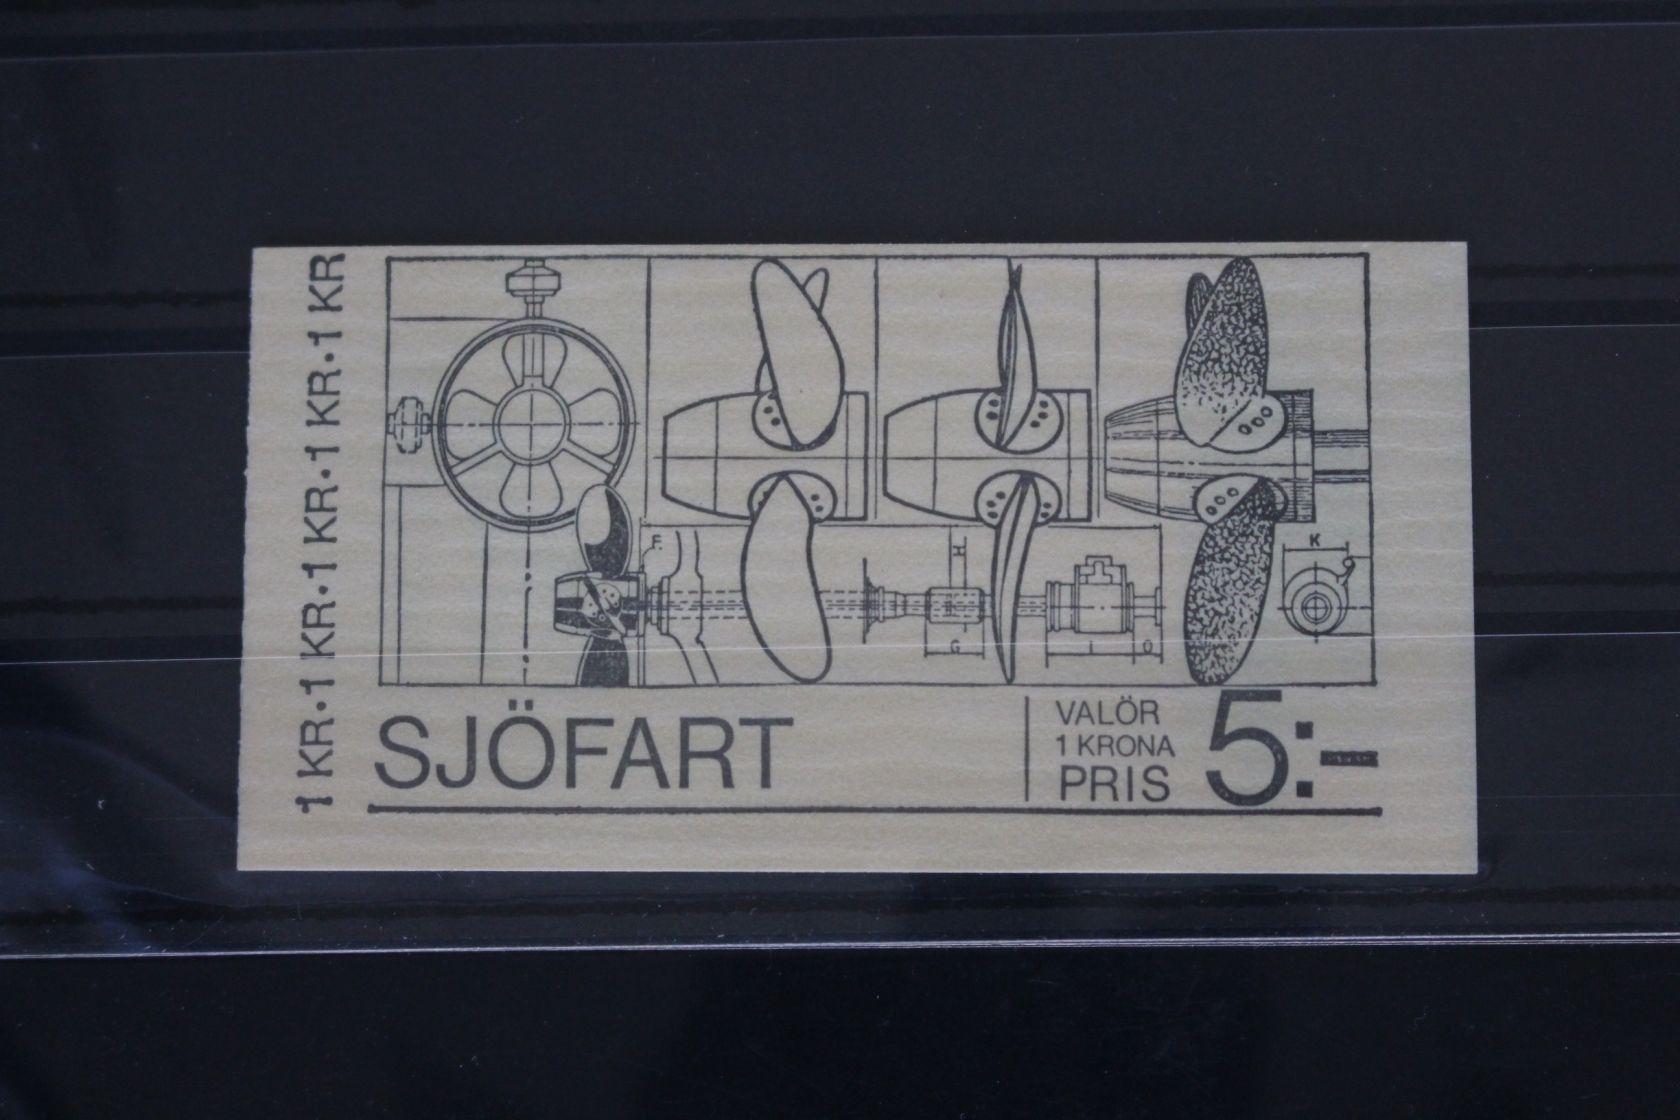 1 KR · 1 KR · 1 KR · 1 KR · 1 KR
F.
H
G
I
O
K
SJÖFART
VALÖR
1 KRONA
PRIS 5:-